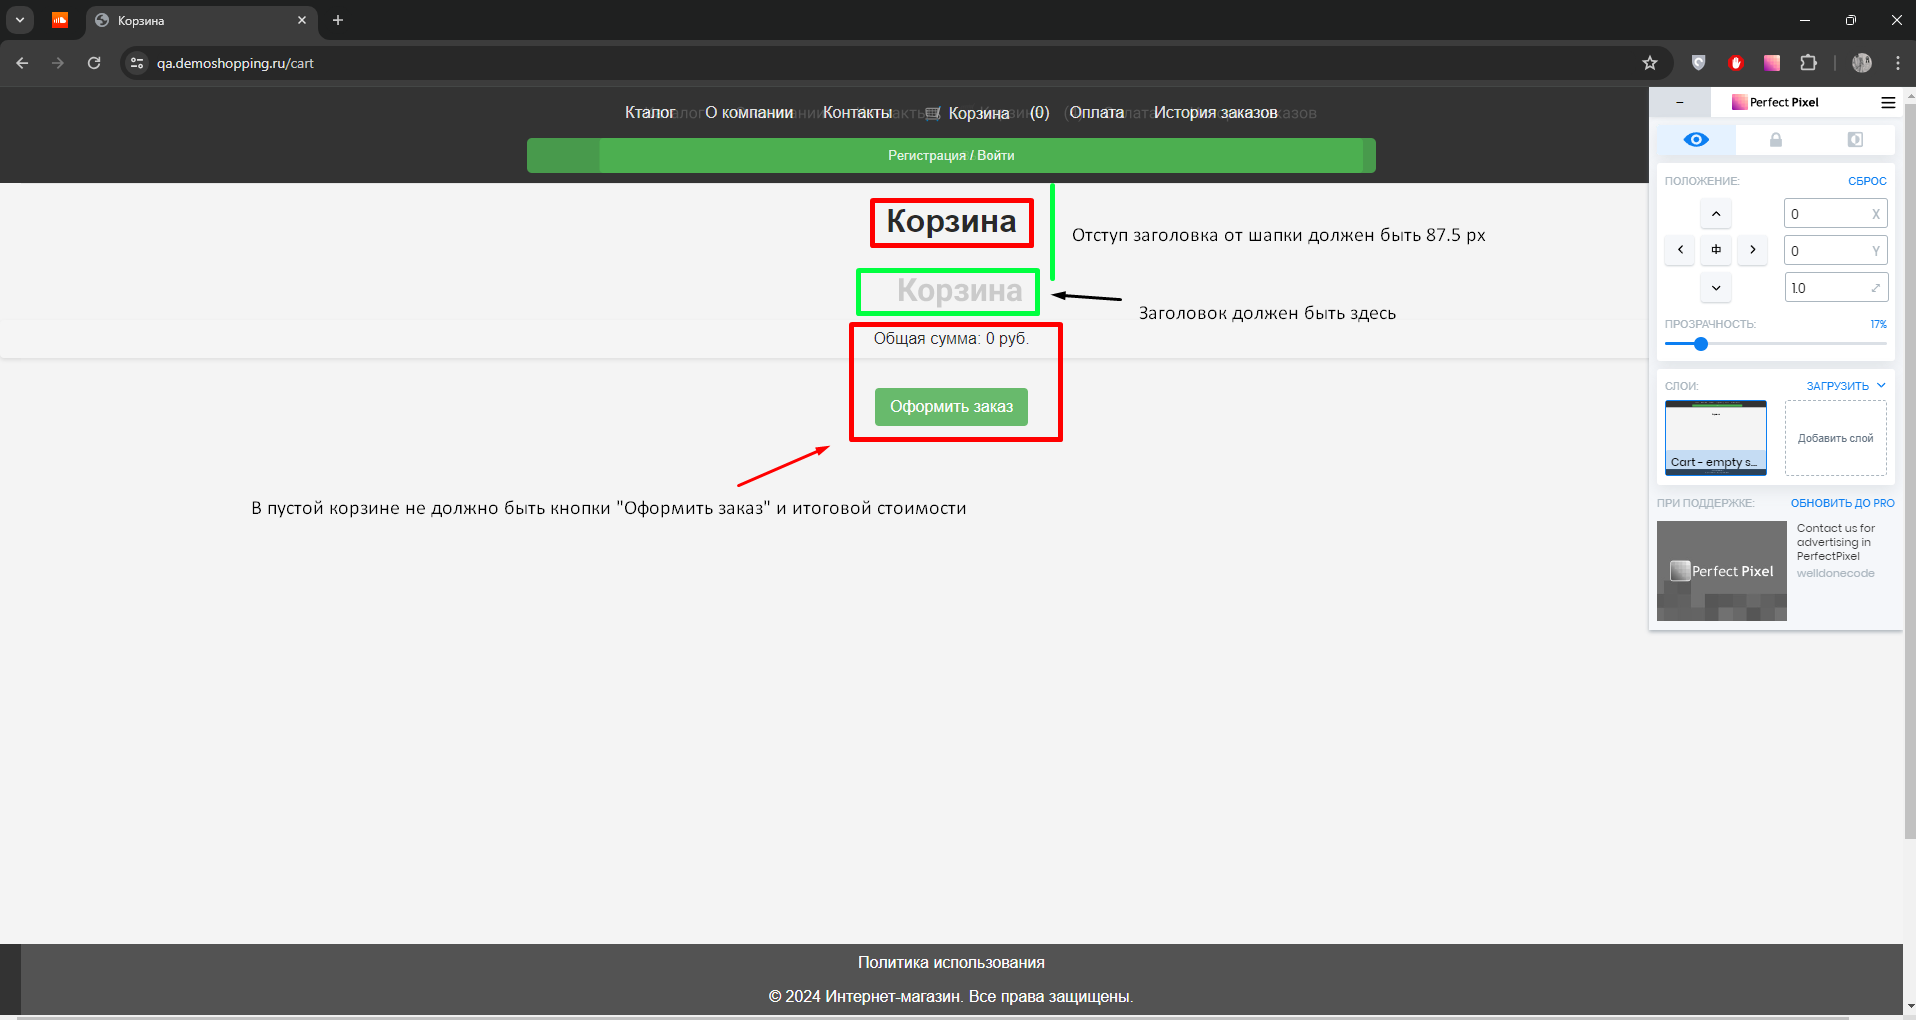 Корзина
qa.demoshopping.ru/cart
Кталог О компании Контакты Корзина (0) Оплата История заказов
Регистрация / Войти
Корзина
Отступ заголовка от шапки должен быть 87.5 px
Корзина
Заголовок должен быть здесь
Общая сумма: 0 руб.
Оформить заказ
В пустой корзине не должно быть кнопки "Оформить заказ" и итоговой стоимости
Политика использования
© 2024 Интернет-магазин. Все права защищены.
Perfect Pixel
ПОЛОЖЕНИЕ: СБРОС
0 X
0 Y
1.0
ПРОЗРАЧНОСТЬ: 17%
СЛОИ: ЗАГРУЗИТЬ
Cart - empty s...
Добавить слой
ПРИ ПОДДЕРЖКЕ: ОБНОВИТЬ ДО PRO
Perfect Pixel
Contact us for
advertising in
PerfectPixel
welldonecode